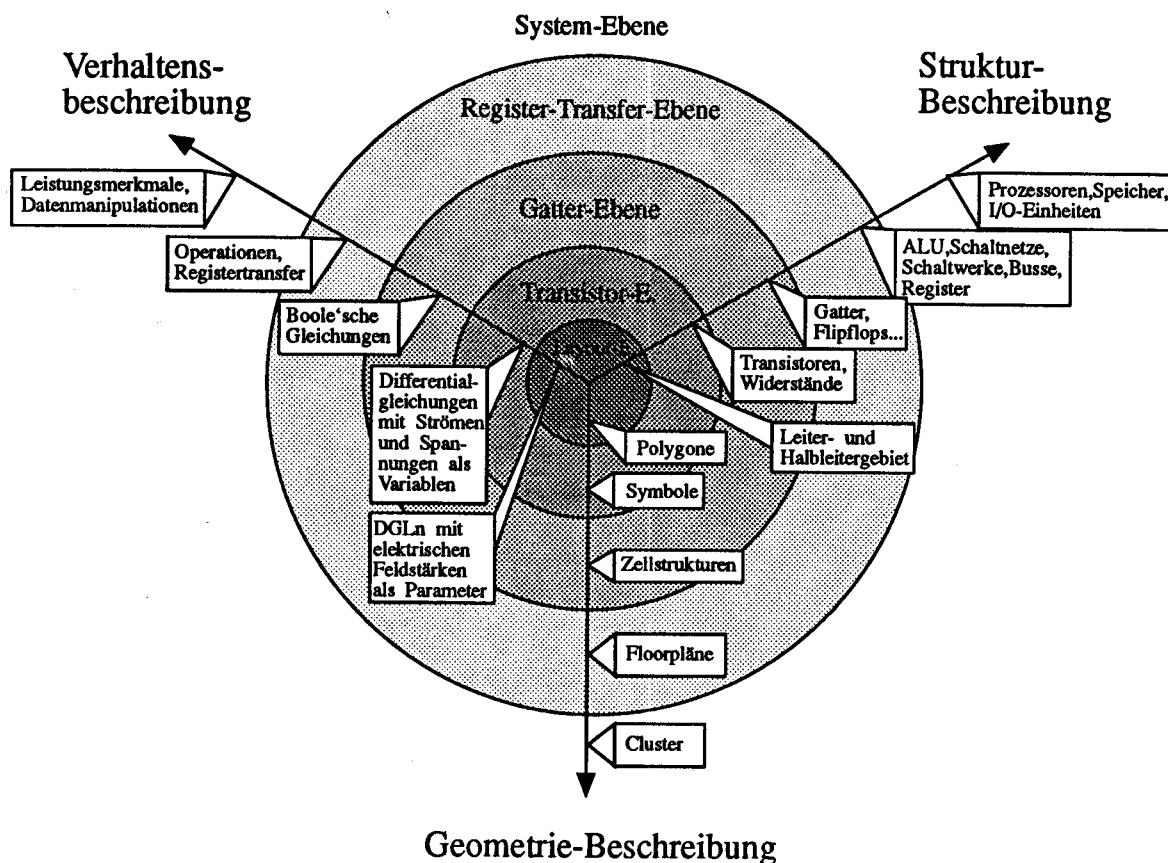 System-Ebene
Verhaltens-
beschreibung
Struktur-
Beschreibung
Register-Transfer-Ebene
Leistungsmerkmale,
Datenmanipulationen
Prozessoren,Speicher,
I/O-Einheiten
Gatter-Ebene
Operationen,
Registertransfer
ALU,Schaltnetze,
Schaltwerke,Busse,
Register
Transistor-E.
Boole‘sche
Gleichungen
Gatter,
Flipflops...
Layout
Differential-
gleichungen
mit Strömen
und Span-
nungen als
Variablen
Transistoren,
Widerstände
Polygone
Leiter- und
Halbleitergebiet
Symbole
DGLn mit
elektrischen
Feldstärken
als Parameter
Zellstrukturen
Floorpläne
Cluster
Geometrie-Beschreibung